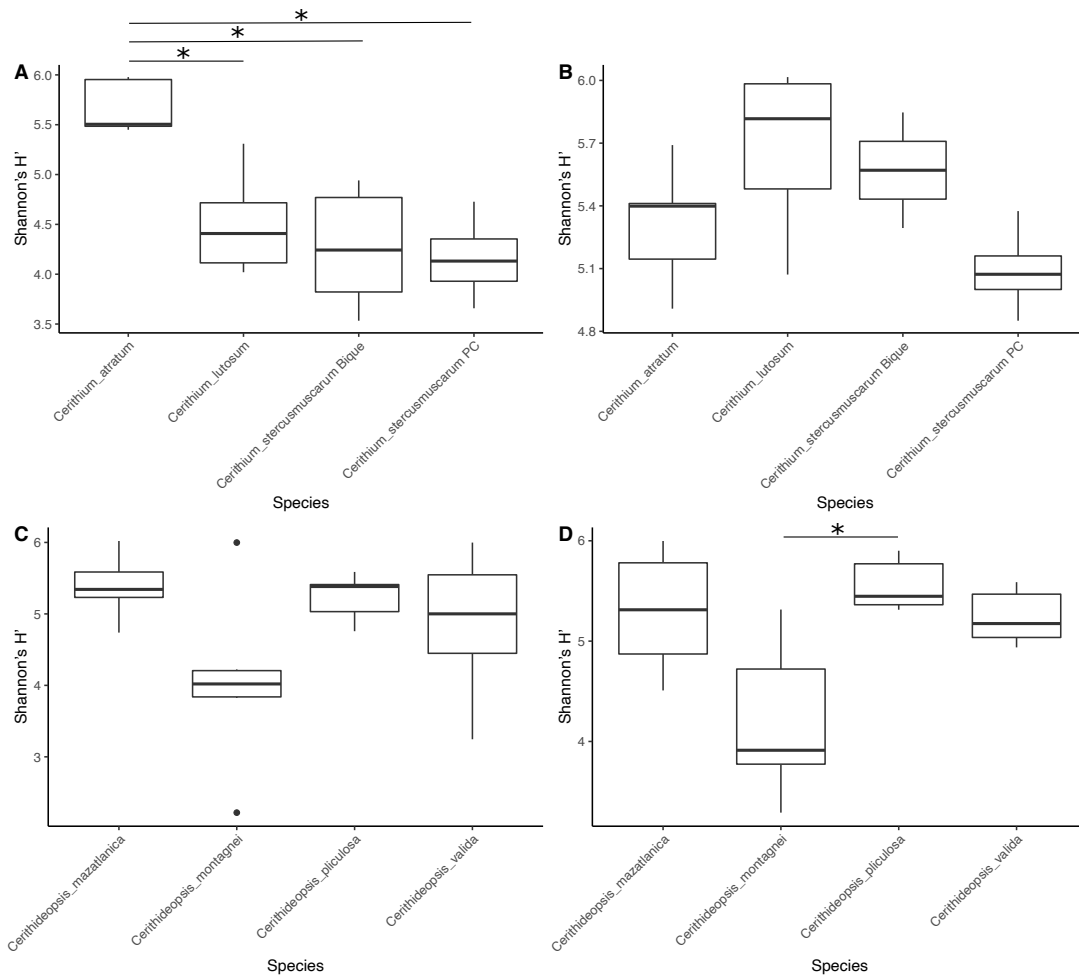 *
*
*
A
6.0
5.5
5.0
4.5
4.0
3.5
Shannon's H'
Cerithium_atratum
Cerithium_lutosum
Cerithium_stercusmuscarum Bique
Cerithium_stercusmuscarum PC
Species
B
6.0
5.7
5.4
5.1
4.8
Shannon's H'
Cerithium_atratum
Cerithium_lutosum
Cerithium_stercusmuscarum Bique
Cerithium_stercusmuscarum PC
Species
C
6
5
4
3
Shannon's H'
Cerithideopsis_mazatlanica
Cerithideopsis_montagnei
Cerithideopsis_pliculosa
Cerithideopsis_valida
Species
D
*
6
5
4
Shannon's H'
Cerithideopsis_mazatlanica
Cerithideopsis_montagnei
Cerithideopsis_pliculosa
Cerithideopsis_valida
Species